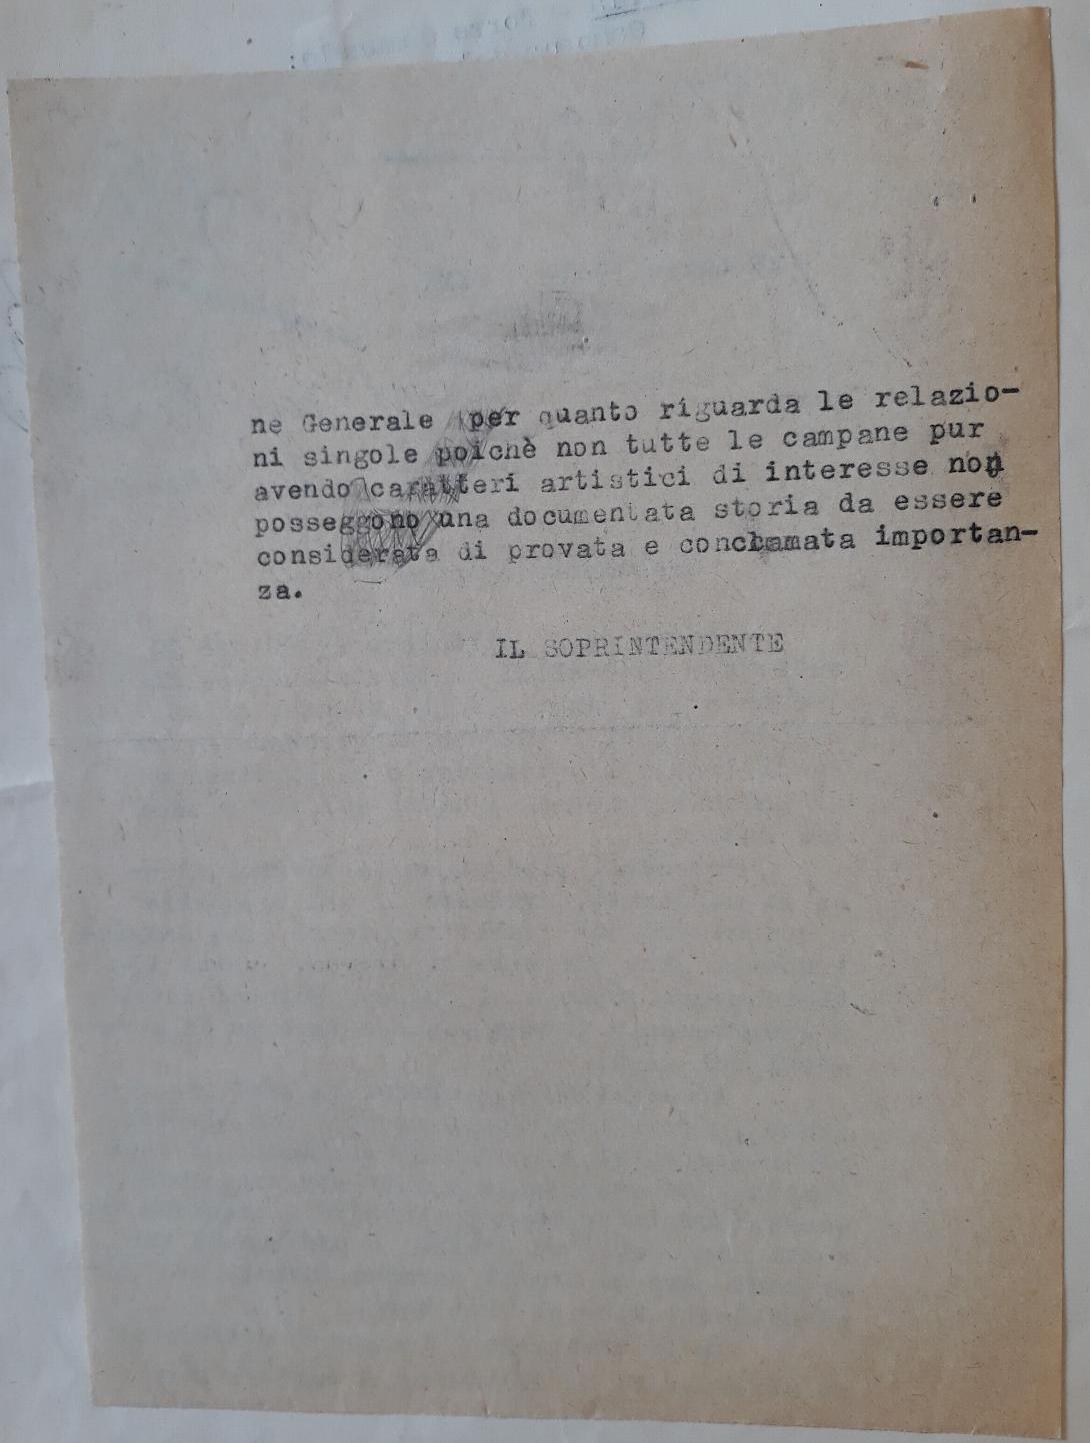 ne Generale per quanto riguarda le relazio-
ni singole poichè non tutte le campane pur
avendo caratteri artistici di interesse non
posseggono una documentata storia da essere
considerata di provata e conclamata importan-
za.
IL SOPRINTENDENTE